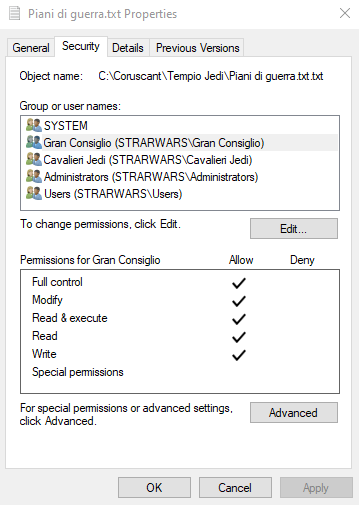 Piani di guerra.txt Properties
General Security Details Previous Versions
Object name: C:\Coruscant\Tempio Jedi\Piani di guerra.txt.txt
Group or user names:
SYSTEM
Gran Consiglio (STRARWARS\Gran Consiglio)
Cavalieri Jedi (STRARWARS\Cavalieri Jedi)
Administrators (STRARWARS\Administrators)
Users (STRARWARS\Users)
To change permissions, click Edit.
Edit...
Permissions for Gran Consiglio Allow Deny
Full control
Modify
Read & execute
Read
Write
Special permissions
For special permissions or advanced settings,
click Advanced.
Advanced
OK Cancel Apply